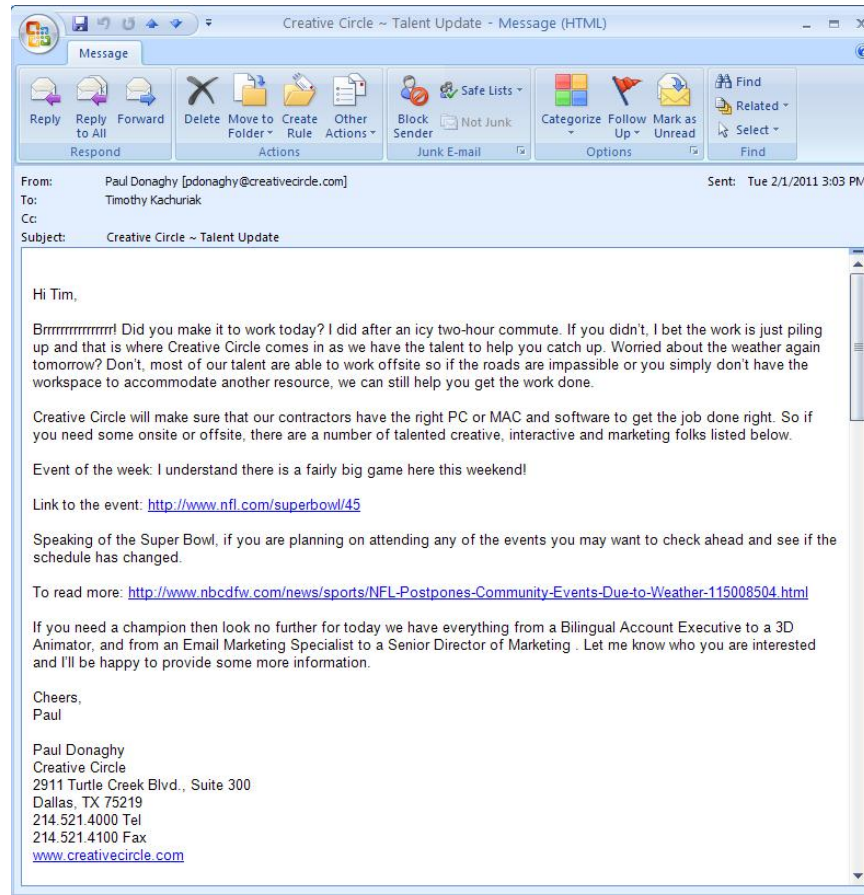 Creative Circle ~ Talent Update - Message (HTML)
Message
Reply
Reply to All
Forward
Respond
Delete
Move to Folder
Create Rule
Other Actions
Actions
Block Sender
Safe Lists
Not Junk
Junk E-mail
Categorize
Follow Up
Mark as Unread
Options
Find
Related
Select
Find
From: Paul Donaghy [pdonaghy@creativecircle.com]
Sent: Tue 2/1/2011 3:03 PM
To: Timothy Kachuriak
Cc:
Subject: Creative Circle ~ Talent Update
Hi Tim,
Brrrrrrrrrrrrrrrrr! Did you make it to work today? I did after an icy two-hour commute. If you didn't, I bet the work is just piling
up and that is where Creative Circle comes in as we have the talent to help you catch up. Worried about the weather again
tomorrow? Don't, most of our talent are able to work offsite so if the roads are impassible or you simply don't have the
workspace to accommodate another resource, we can still help you get the work done.
Creative Circle will make sure that our contractors have the right PC or MAC and software to get the job done right. So if
you need some onsite or offsite, there are a number of talented creative, interactive and marketing folks listed below.
Event of the week: I understand there is a fairly big game here this weekend!
Link to the event: http://www.nfl.com/superbowl/45
Speaking of the Super Bowl, if you are planning on attending any of the events you may want to check ahead and see if the
schedule has changed.
To read more: http://www.nbcdfw.com/news/sports/NFL-Postpones-Community-Events-Due-to-Weather-115008504.html
If you need a champion then look no further for today we have everything from a Bilingual Account Executive to a 3D
Animator, and from an Email Marketing Specialist to a Senior Director of Marketing . Let me know who you are interested
and I'll be happy to provide some more information.
Cheers,
Paul
Paul Donaghy
Creative Circle
2911 Turtle Creek Blvd., Suite 300
Dallas, TX 75219
214.521.4000 Tel
214.521.4100 Fax
www.creativecircle.com